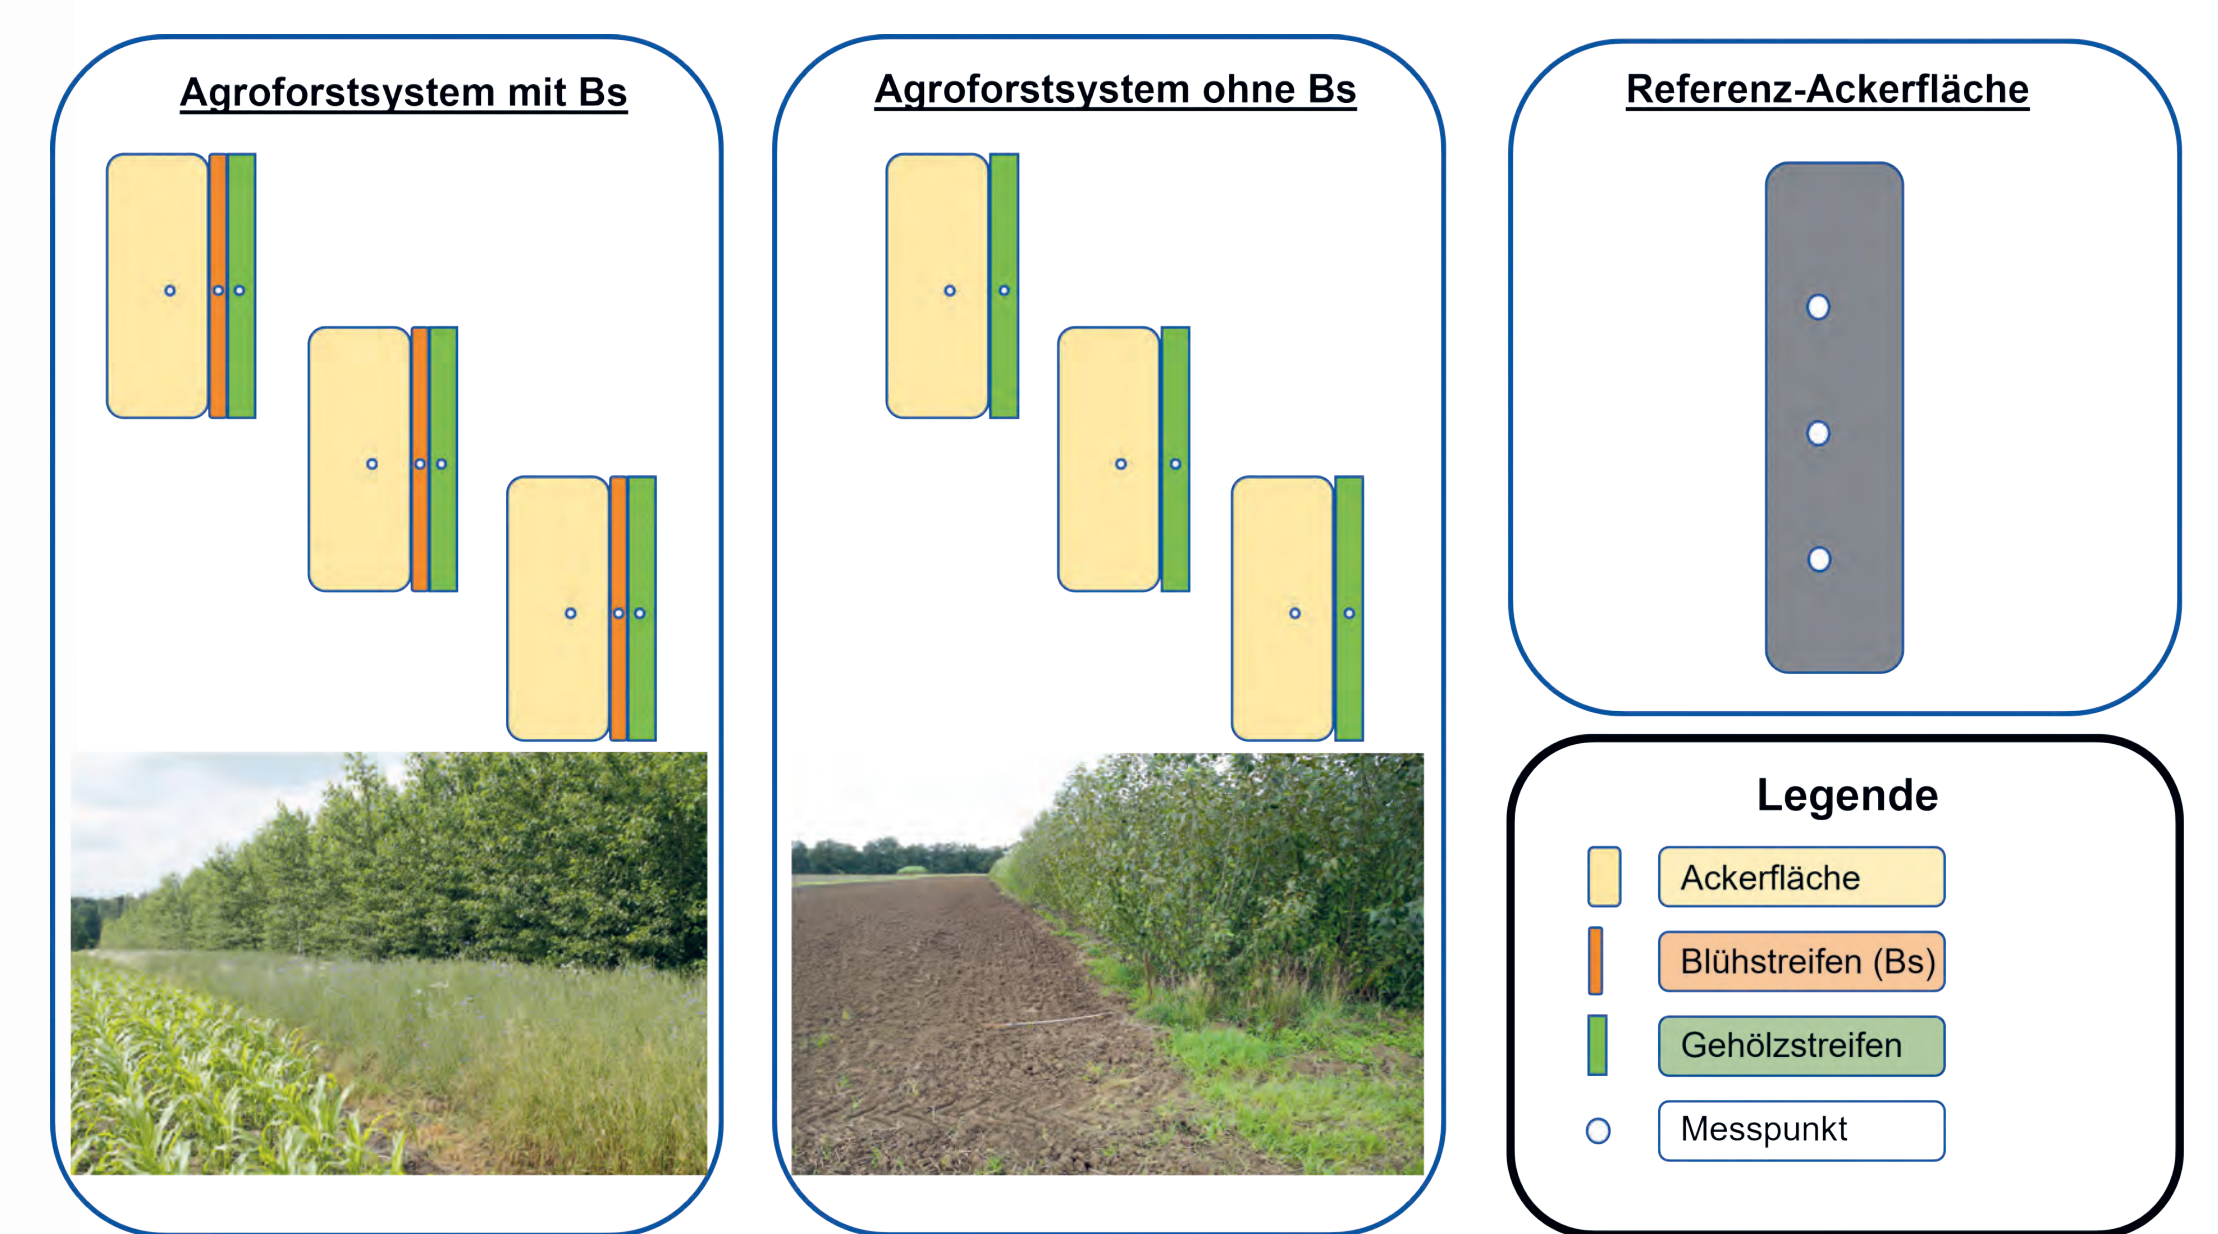 Agroforstsystem mit Bs
Agroforstsystem ohne Bs
Referenz-Ackerfläche
Legende
Ackerfläche
Blühstreifen (Bs)
Gehölzstreifen
Messpunkt